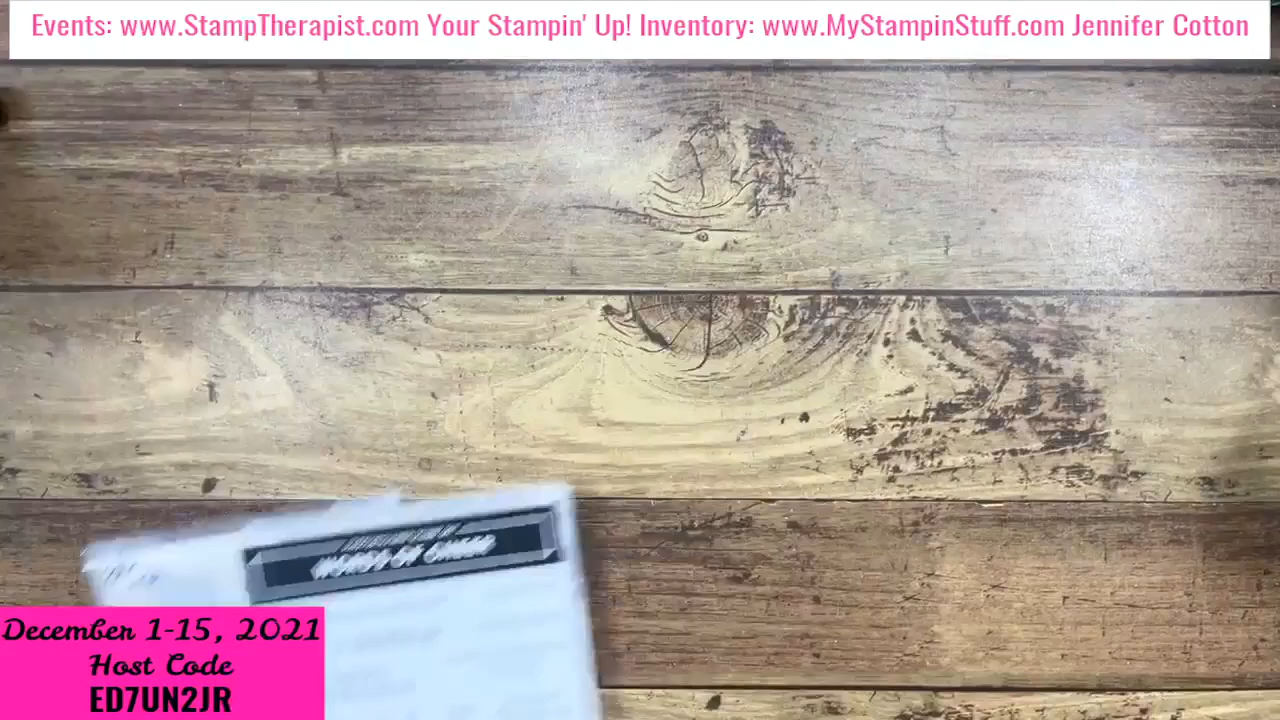 Events: www.StampTherapist.com Your Stampin' Up! Inventory: www.MyStampinStuff.com Jennifer Cotton
December 1-15, 2021
Host Code
ED7UN2JR